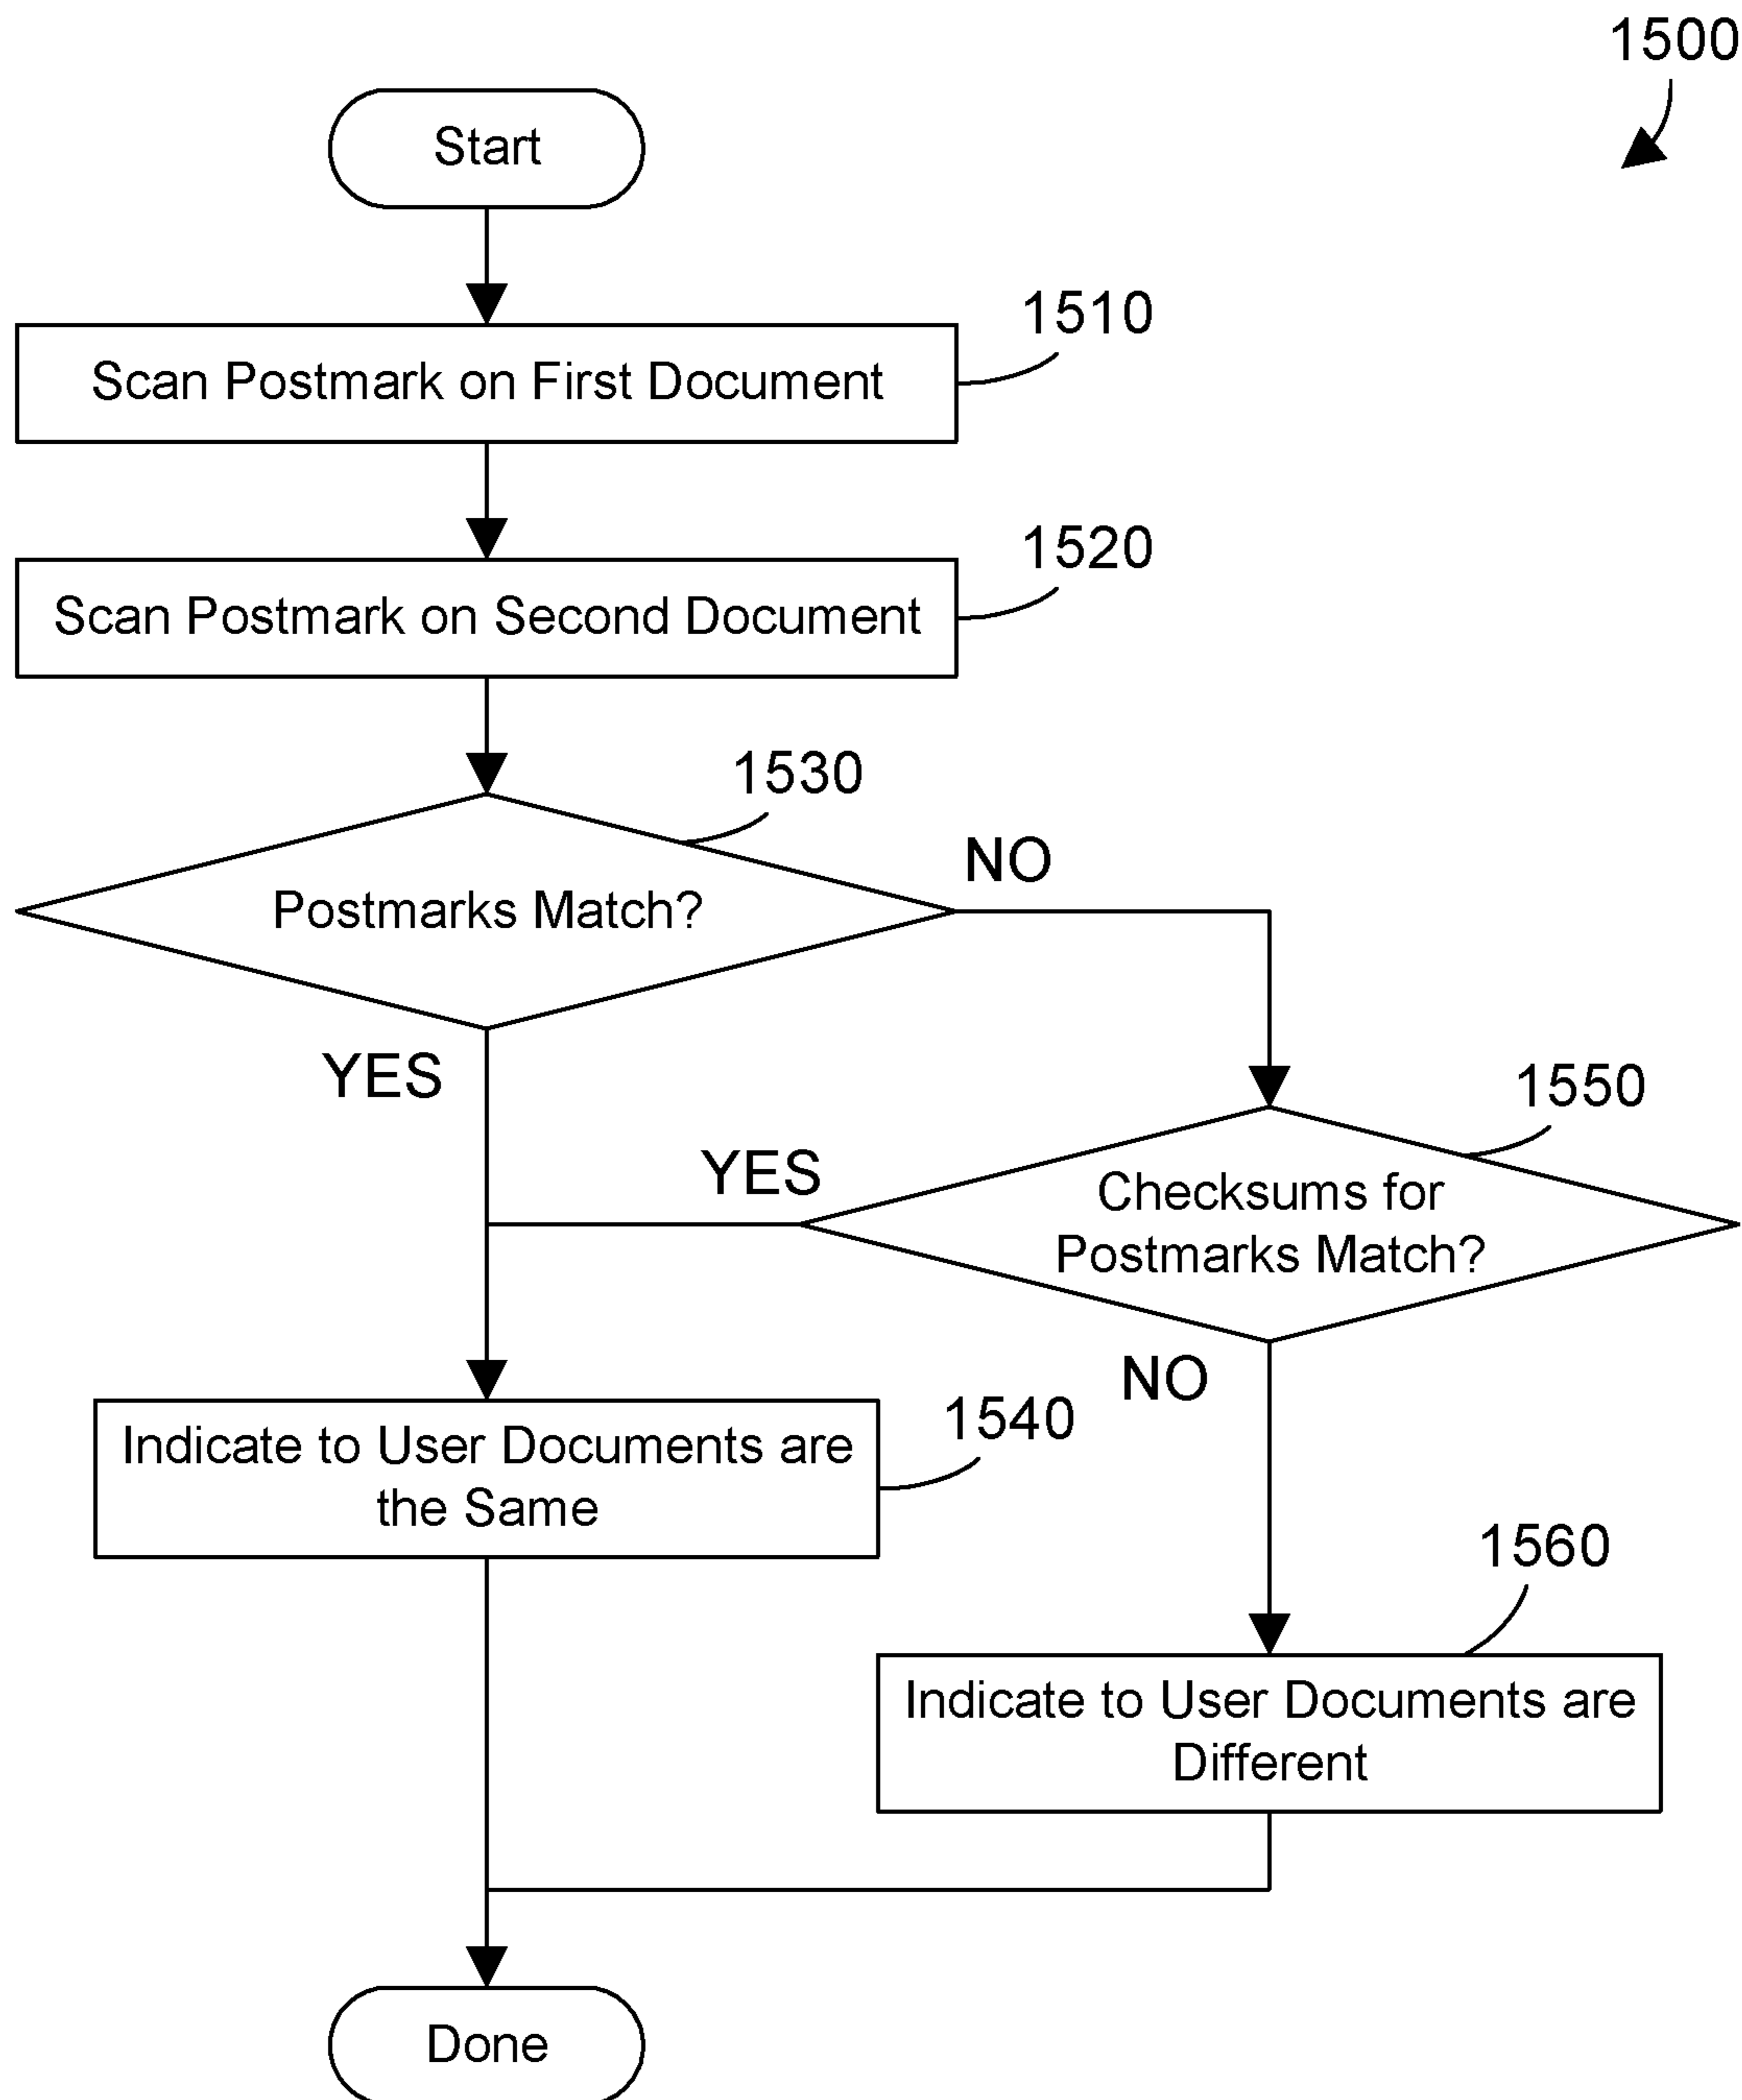 1500
Start
1510
Scan Postmark on First Document
1520
Scan Postmark on Second Document
1530
NO
Postmarks Match?
YES
1550
YES
Checksums for
Postmarks Match?
NO
1540
Indicate to User Documents are
the Same
1560
Indicate to User Documents are
Different
Done